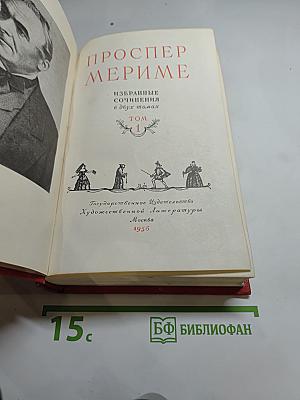 ПРОСПЕР
МЕРИМЕ
ИЗБРАННЫЕ
СОЧИНЕНИЯ
в двух томах
ТОМ
1
Государственное Издательство
Художественной Литературы
Москва
1956
15с
БФ БИБЛИОФАН